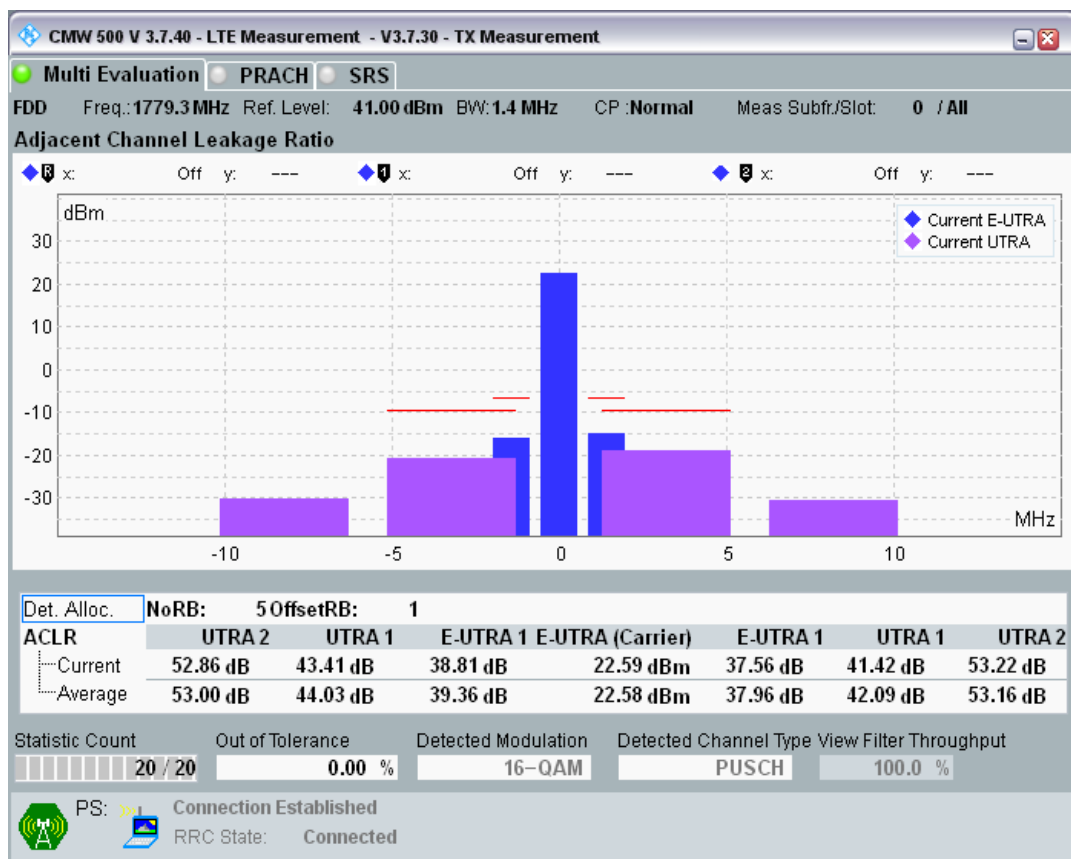 CMW 500 V 3.7.40 - LTE Measurement - V3.7.30 - TX Measurement
Multi Evaluation PRACH SRS
FDD Freq.: 1779.3 MHz Ref. Level: 41.00 dBm BW: 1.4 MHz CP :Normal Meas Subfr./Slot: 0 / All
Adjacent Channel Leakage Ratio
R x: Off y: --- 1 x: Off y: --- 2 x: Off y: ---
dBm
Current E-UTRA
Current UTRA
30
20
10
0
-10
-20
-30
MHz
-10 -5 0 5 10
Det. Alloc. NoRB: 5 OffsetRB: 1
ACLR UTRA 2 UTRA 1 E-UTRA 1 E-UTRA (Carrier) E-UTRA 1 UTRA 1 UTRA 2
Current 52.86 dB 43.41 dB 38.81 dB 22.59 dBm 37.56 dB 41.42 dB 53.22 dB
Average 53.00 dB 44.03 dB 39.36 dB 22.58 dBm 37.96 dB 42.09 dB 53.16 dB
Statistic Count Out of Tolerance Detected Modulation Detected Channel Type View Filter Throughput
20 / 20 0.00 % 16-QAM PUSCH 100.0 %
PS: Connection Established
RRC State: Connected